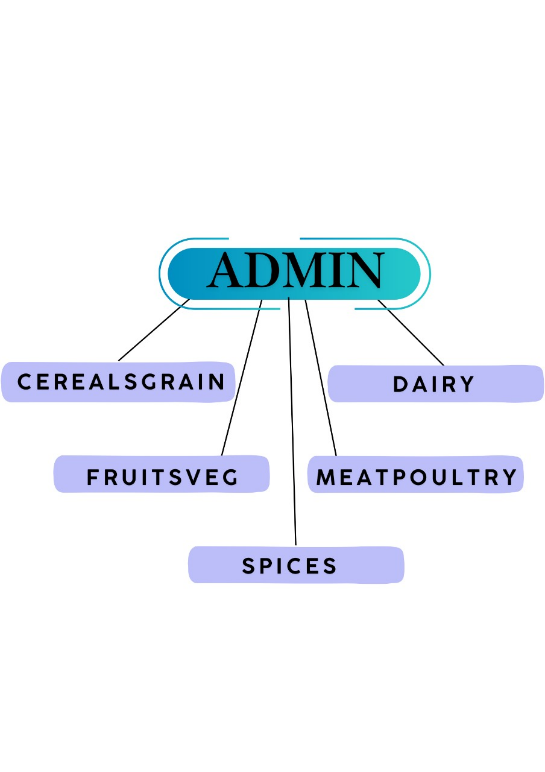 ADMIN
CEREALSGRAIN
DAIRY
FRUITSVEG
MEATPOULTRY
SPICES